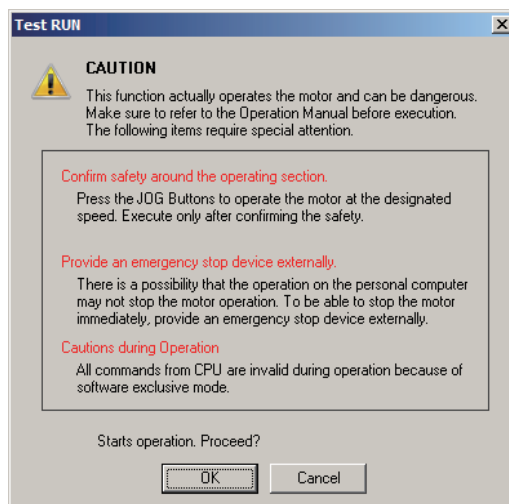 Test RUN
CAUTION
This function actually operates the motor and can be dangerous.
Make sure to refer to the Operation Manual before execution.
The following items require special attention.
Confirm safety around the operating section.
Press the JOG Buttons to operate the motor at the designated
speed. Execute only after confirming the safety.
Provide an emergency stop device externally.
There is a possibility that the operation on the personal computer
may not stop the motor operation. To be able to stop the motor
immediately, provide an emergency stop device externally.
Cautions during Operation
All commands from CPU are invalid during operation because of
software exclusive mode.
Starts operation. Proceed?
OK
Cancel